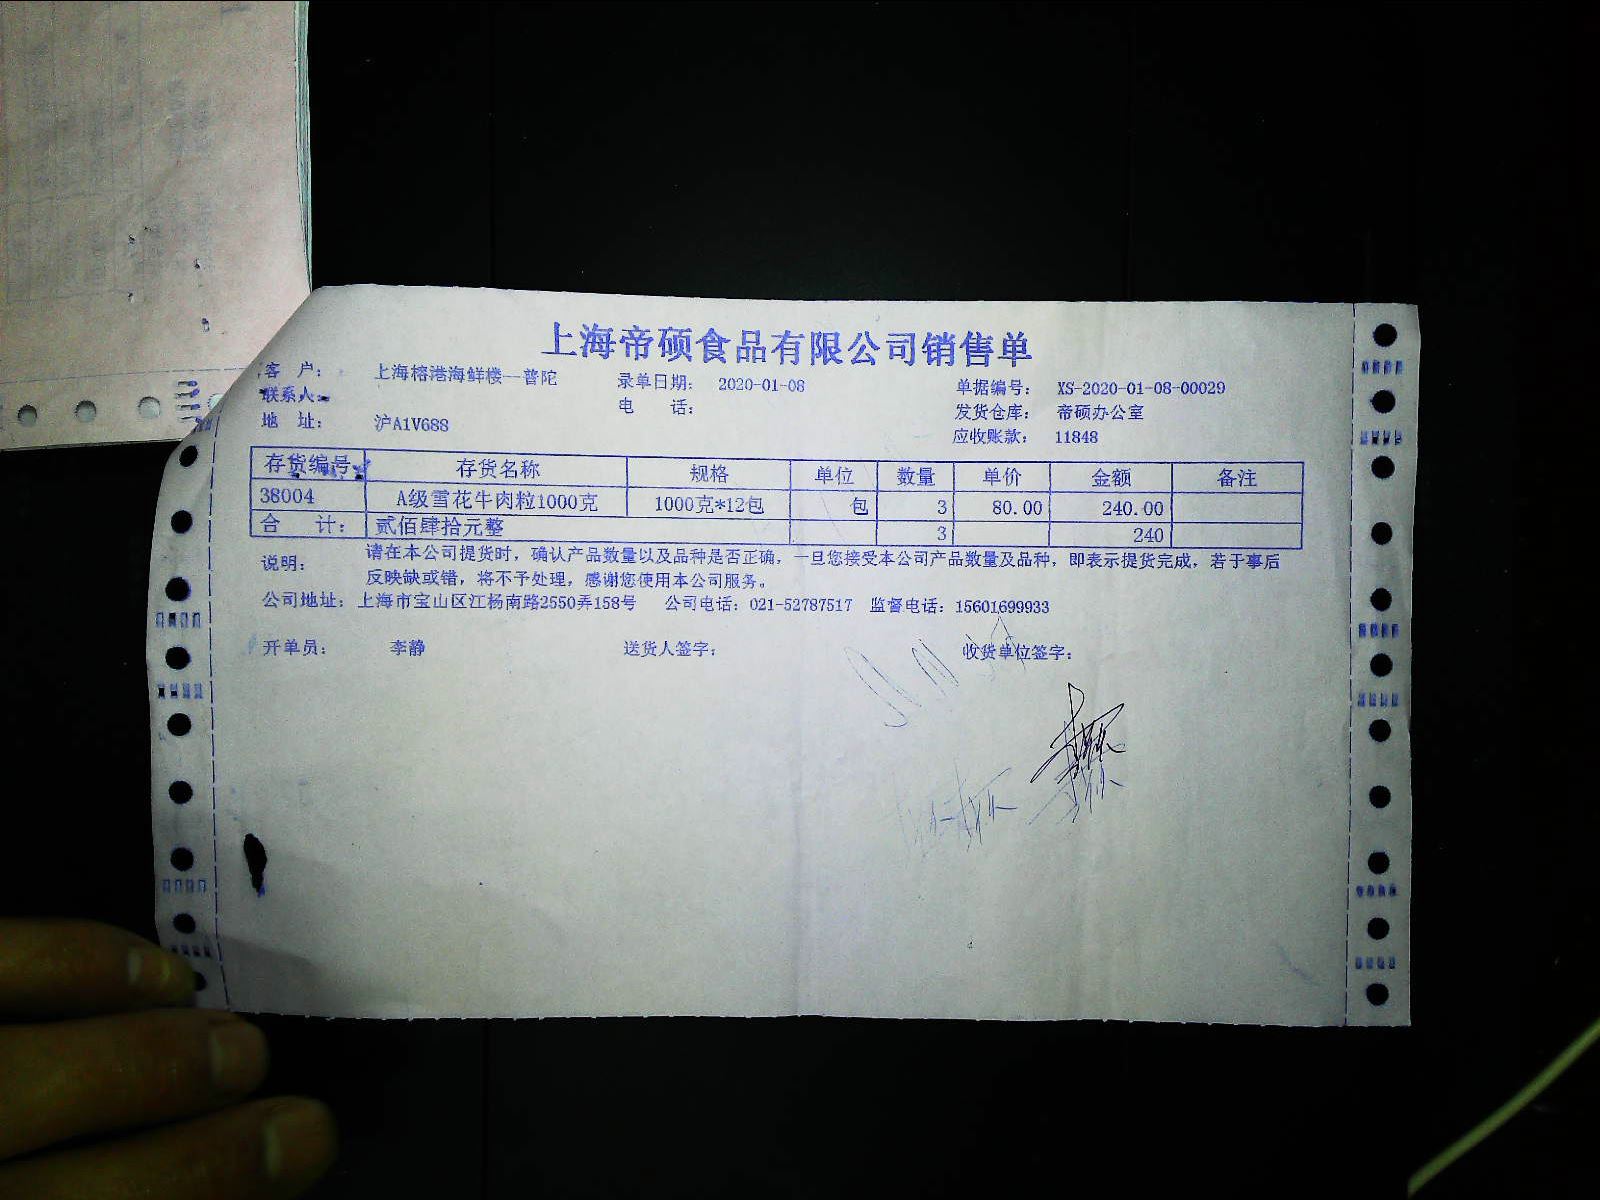 上海帝硕食品有限公司销售单
客 户: 上海榕港海鲜楼--普陀 录单日期: 2020-01-08 单据编号: XS-2020-01-08-00029
联系人: 电 话: 发货仓库: 帝硕办公室
地 址: 沪A1V688 应收账款: 11848
存货编号 存货名称 规格 单位 数量 单价 金额 备注
38004 A级雪花牛肉粒1000克 1000克*12包 包 3 80.00 240.00
合 计: 贰佰肆拾元整 3 240
说明: 请在本公司提货时,确认产品数量以及品种是否正确,一旦您接受本公司产品数量及品种,即表示提货完成,若于事后
反映缺或错,将不予处理,感谢您使用本公司服务。
公司地址: 上海市宝山区江杨南路2550弄158号 公司电话: 021-52787517 监督电话: 15601699933
开单员: 李静 送货人签字: 收货单位签字: